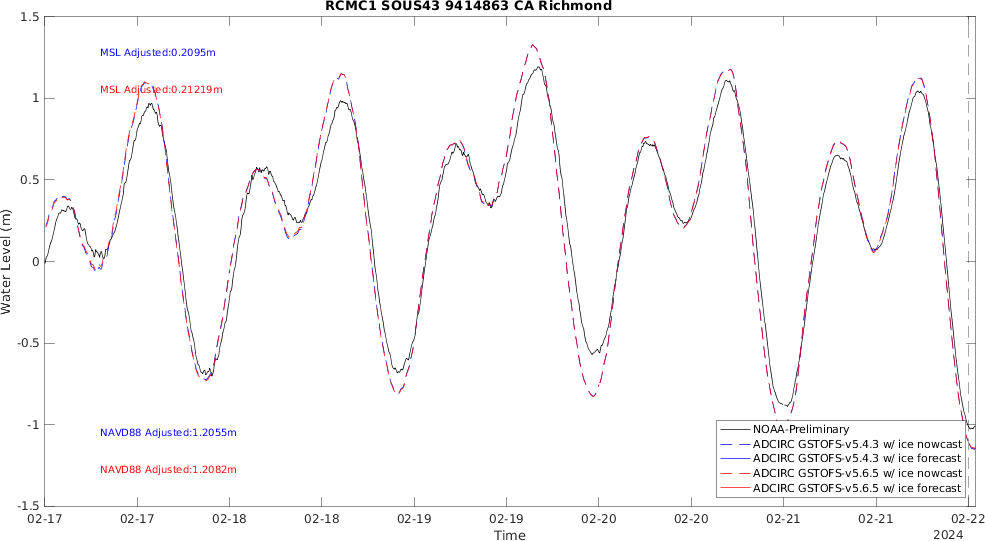 RCMC1 SOUS43 9414863 CA Richmond
1.5
1
0.5
0
-0.5
-1
-1.5
Water Level (m)
MSL Adjusted:0.2095m
MSL Adjusted:0.21219m
NAVD88 Adjusted:1.2055m
NAVD88 Adjusted:1.2082m
NOAA-Preliminary
ADCIRC GSTOFS-v5.4.3 w/ ice nowcast
ADCIRC GSTOFS-v5.4.3 w/ ice forecast
ADCIRC GSTOFS-v5.6.5 w/ ice nowcast
ADCIRC GSTOFS-v5.6.5 w/ ice forecast
02-17 02-17 02-18 02-18 02-19 02-19 02-20 02-20 02-21 02-21 02-22
2024
Time